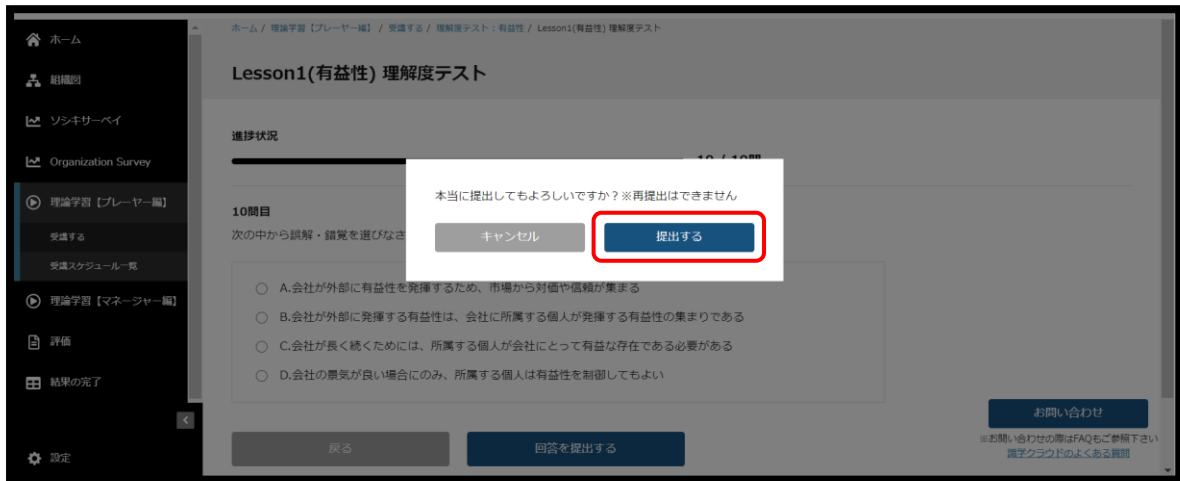 ホーム / 理論学習【プレーヤー編】 / 受講する / 理解度テスト：有益性 / Lesson1(有益性) 理解度テスト
ホーム
組織図
ソシキサーベイ
Organization Survey
理論学習【プレーヤー編】
受講する
受講スケジュール一覧
理論学習【マネージャー編】
評価
結果の完了
設定
Lesson1(有益性) 理解度テスト
進捗状況
10 / 10問
10問目
次の中から誤解・錯覚を選びなさ
本当に提出してもよろしいですか？※再提出はできません
キャンセル
提出する
A.会社が外部に有益性を発揮するため、市場から対価や信頼が集まる
B.会社が外部に発揮する有益性は、会社に所属する個人が発揮する有益性の集まりである
C.会社が長く続くためには、所属する個人が会社にとって有益な存在である必要がある
D.会社の景気が良い場合にのみ、所属する個人は有益性を制御してもよい
戻る
回答を提出する
お問い合わせ
※お問い合わせの際はFAQもご参照下さい
識学クラウドのよくある質問